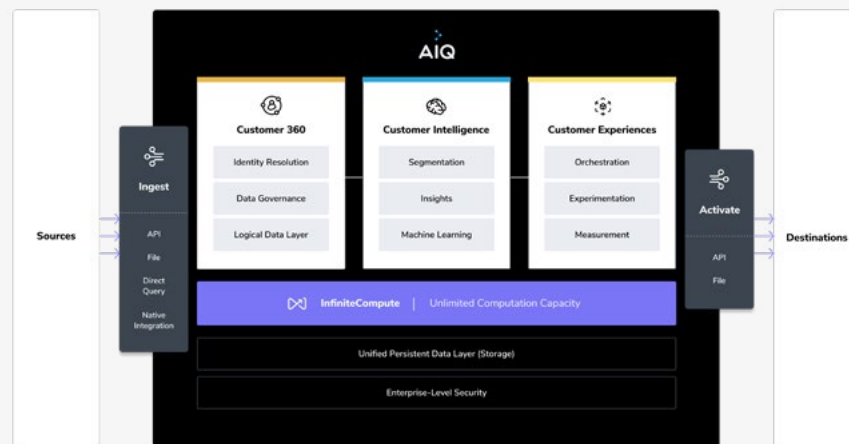 AIQ
Customer 360
Identity Resolution
Data Governance
Logical Data Layer
Customer Intelligence
Segmentation
Insights
Machine Learning
Customer Experiences
Orchestration
Experimentation
Measurement
Sources
Ingest
API
File
Direct
Query
Native
Integration
Activate
API
File
Destinations
InfiniteCompute | Unlimited Computation Capacity
Unified Persistent Data Layer (Storage)
Enterprise-Level Security